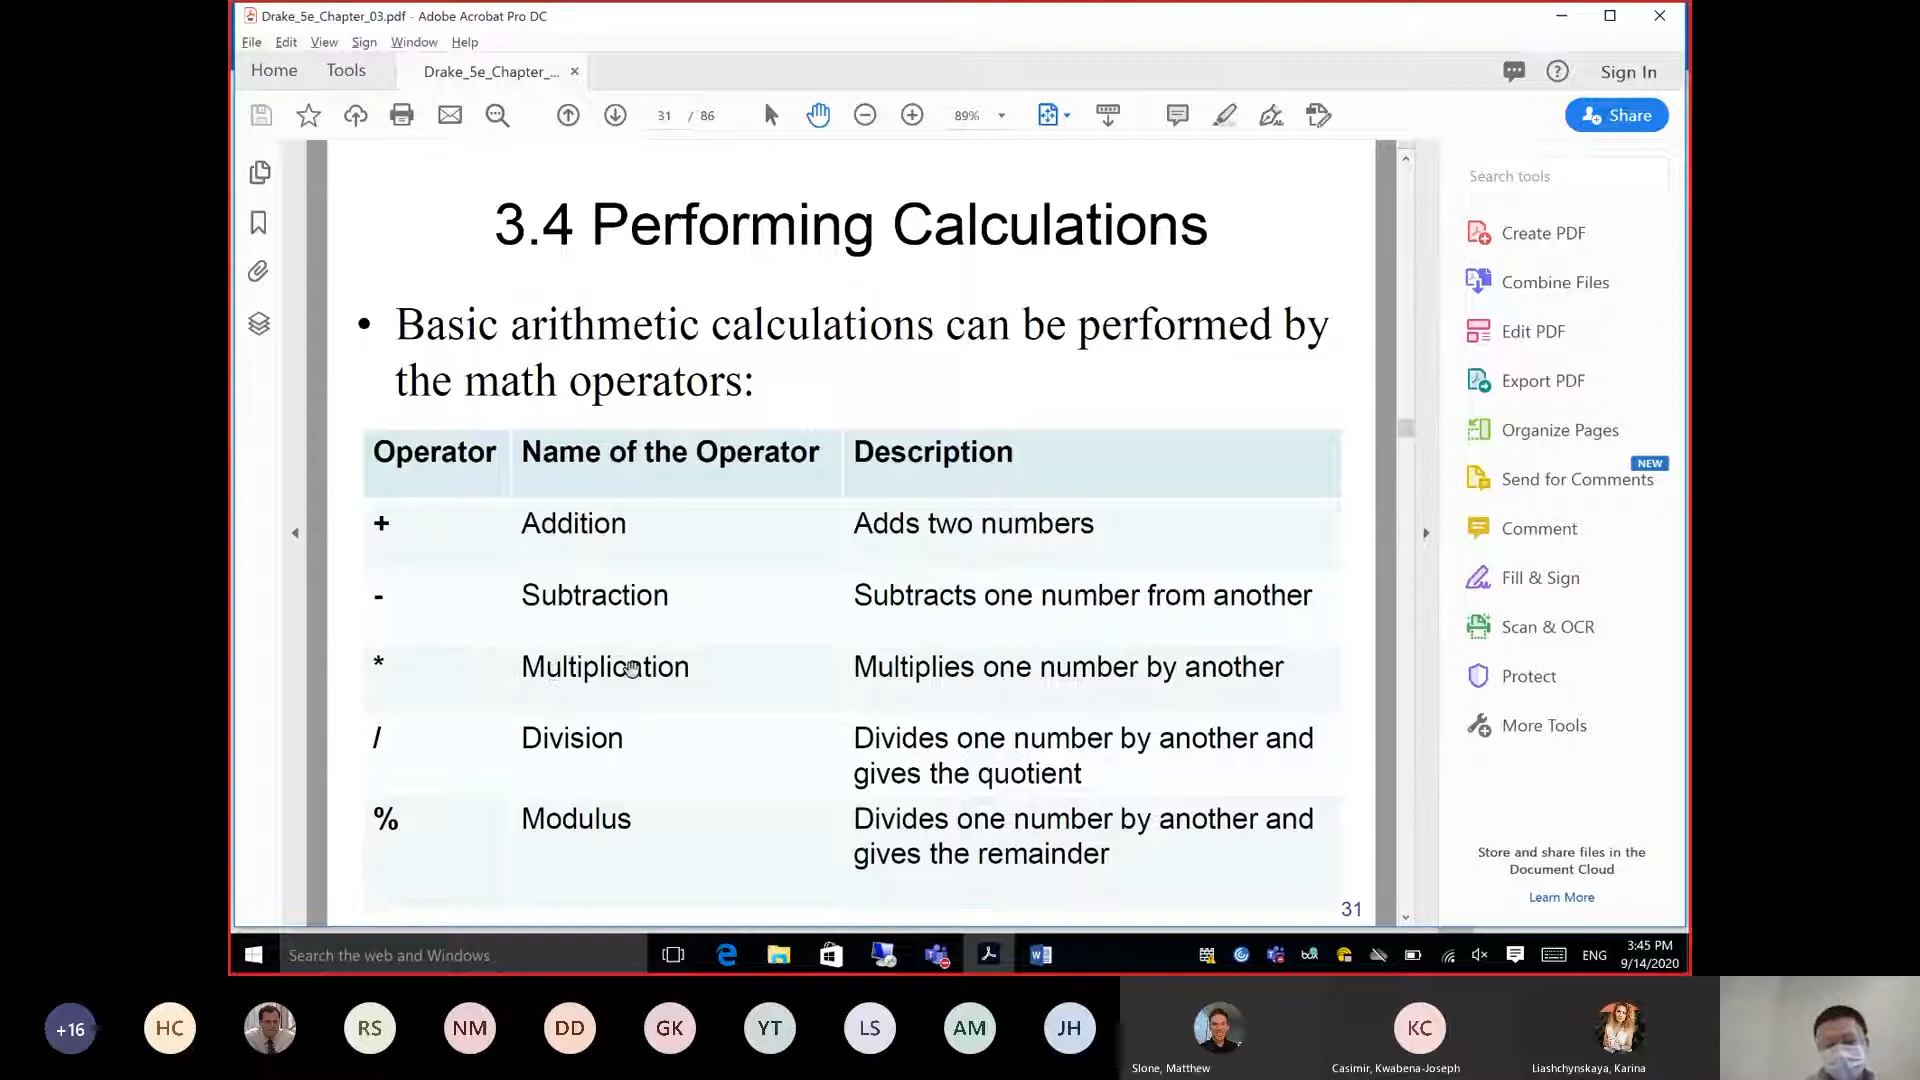 Drake_5e_Chapter_03.pdf - Adobe Acrobat Pro DC
File Edit View Sign Window Help
Home Tools Drake_5e_Chapter_... × Sign In
31 / 86 89% Share
Search tools
Create PDF
Combine Files
Edit PDF
Export PDF
Organize Pages
NEW
Send for Comments
Comment
Fill & Sign
Scan & OCR
Protect
More Tools
Store and share files in the
Document Cloud
Learn More
3.4 Performing Calculations
• Basic arithmetic calculations can be performed by
the math operators:
Operator Name of the Operator Description
+ Addition Adds two numbers
- Subtraction Subtracts one number from another
* Multiplication Multiplies one number by another
/ Division Divides one number by another and
gives the quotient
% Modulus Divides one number by another and
gives the remainder
31
Search the web and Windows
ENG
3:45 PM
9/14/2020
+16 HC RS NM DD GK YT LS AM JH KC
Slone, Matthew Casimir, Kwabena-Joseph Liashchynskaya, Karina